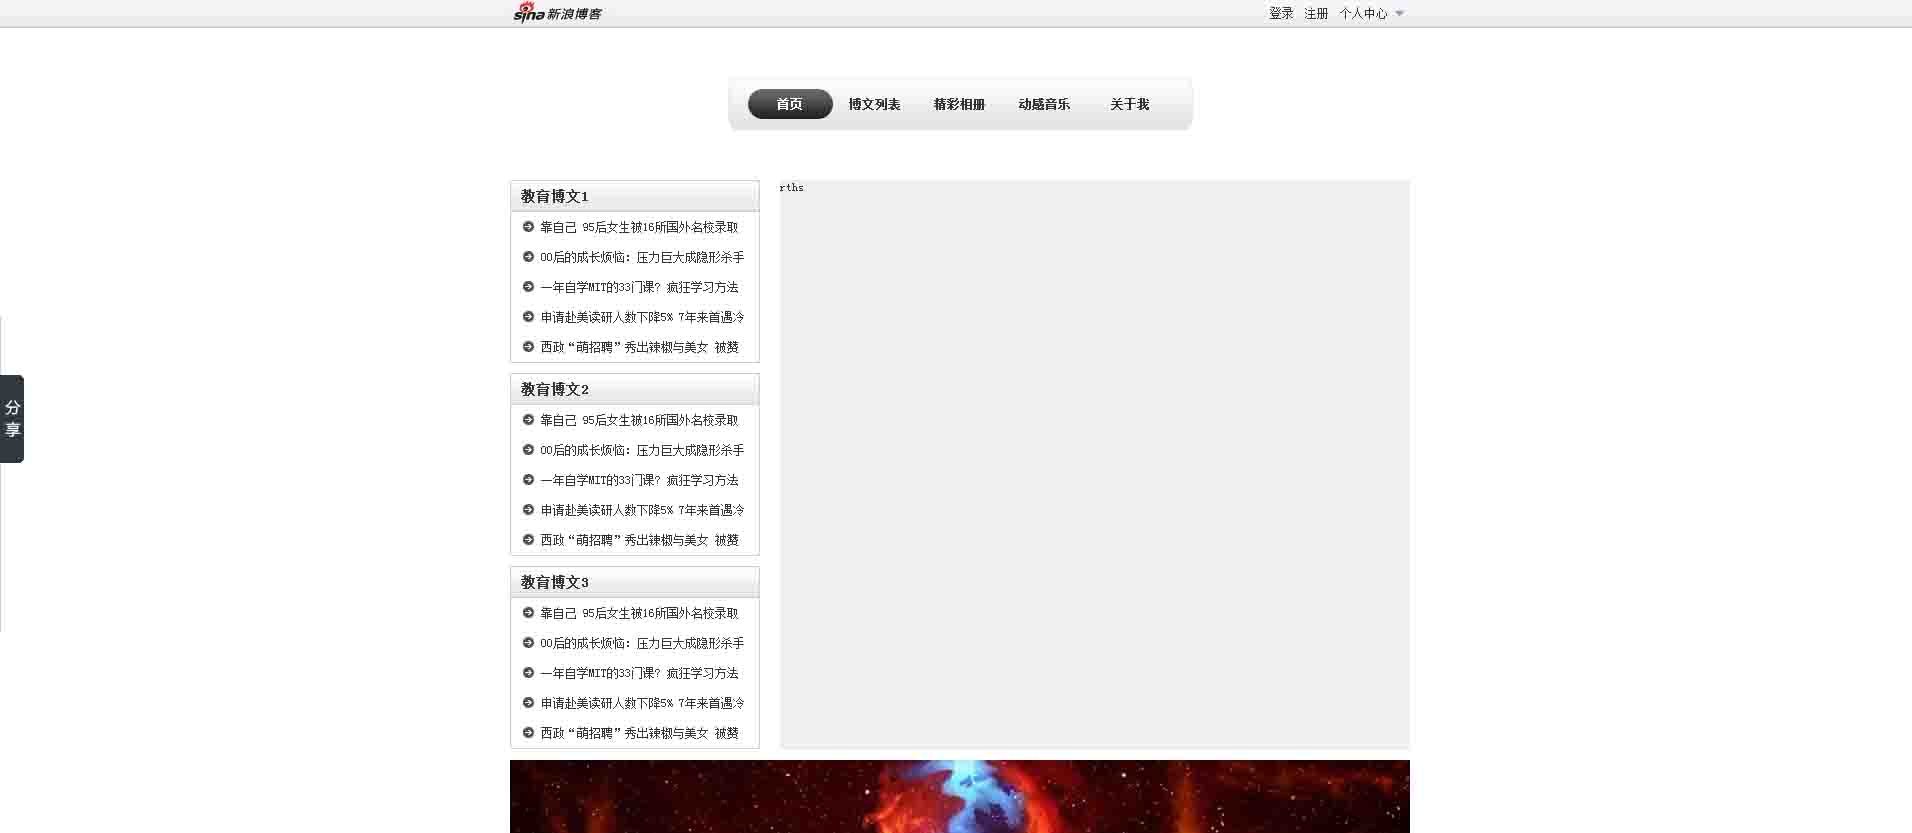 sina 新浪博客
登录 注册 个人中心
首页 博文列表 精彩相册 动感音乐 关于我
教育博文1
靠自己 95后女生被16所国外名校录取
00后的成长烦恼：压力巨大成隐形杀手
一年自学MIT的33门课? 疯狂学习方法
申请赴美读研人数下降5% 7年来首遇冷
西政“萌招聘”秀出辣椒与美女 被赞
教育博文2
靠自己 95后女生被16所国外名校录取
00后的成长烦恼：压力巨大成隐形杀手
一年自学MIT的33门课? 疯狂学习方法
申请赴美读研人数下降5% 7年来首遇冷
西政“萌招聘”秀出辣椒与美女 被赞
教育博文3
靠自己 95后女生被16所国外名校录取
00后的成长烦恼：压力巨大成隐形杀手
一年自学MIT的33门课? 疯狂学习方法
申请赴美读研人数下降5% 7年来首遇冷
西政“萌招聘”秀出辣椒与美女 被赞
rths
分享